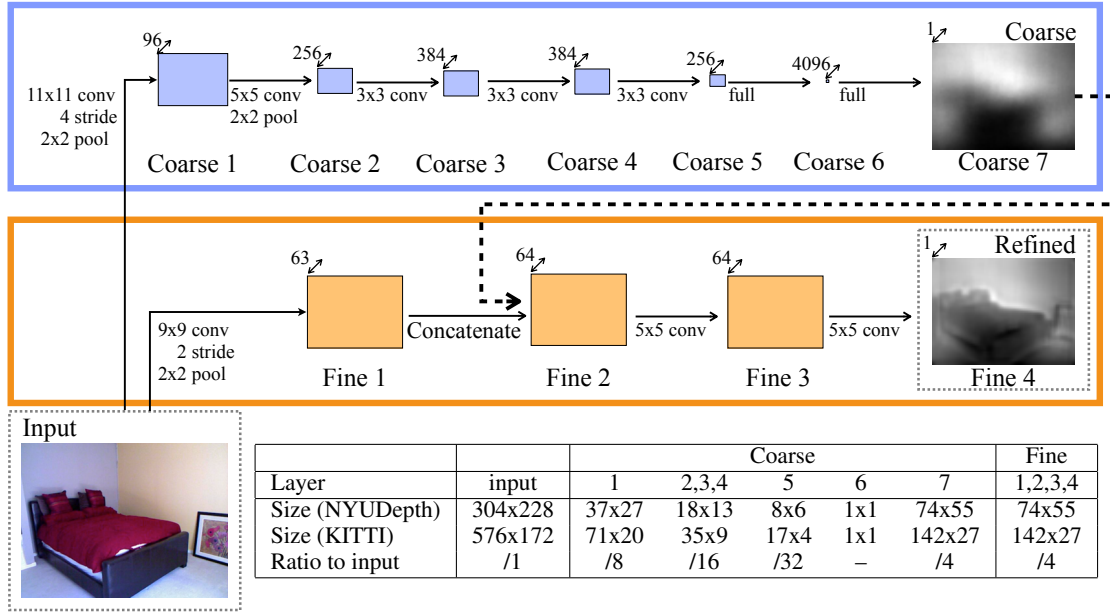 96
256
384
384
256
4096
1
Coarse
11x11 conv
4 stride
2x2 pool
5x5 conv
2x2 pool
3x3 conv
3x3 conv
3x3 conv
full
full
Coarse 1
Coarse 2
Coarse 3
Coarse 4
Coarse 5
Coarse 6
Coarse 7
63
64
64
1
Refined
9x9 conv
2 stride
2x2 pool
Concatenate
5x5 conv
5x5 conv
Fine 1
Fine 2
Fine 3
Fine 4
Input
Coarse Fine
Layer input 1 2,3,4 5 6 7 1,2,3,4
Size (NYUDepth) 304x228 37x27 18x13 8x6 1x1 74x55 74x55
Size (KITTI) 576x172 71x20 35x9 17x4 1x1 142x27 142x27
Ratio to input /1 /8 /16 /32 – /4 /4